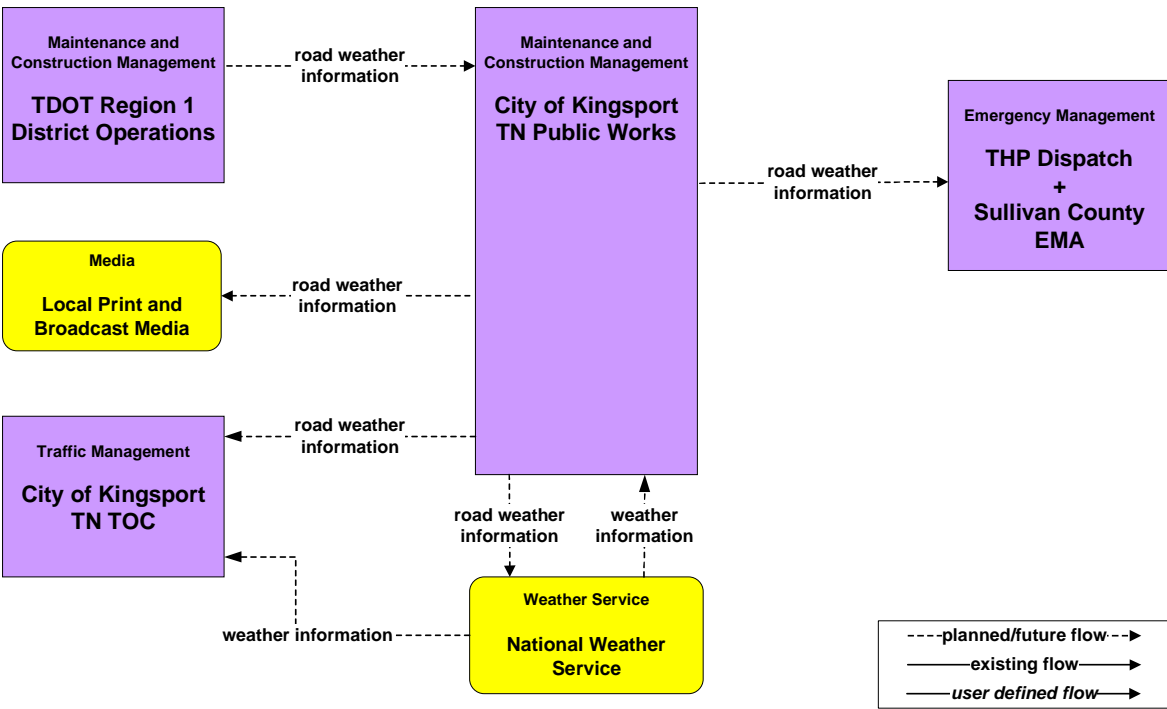 Maintenance and
Construction Management
TDOT Region 1
District Operations
road weather
information
Maintenance and
Construction Management
City of Kingsport
TN Public Works
road weather
information
Emergency Management
THP Dispatch
+
Sullivan County
EMA
Media
Local Print and
Broadcast Media
road weather
information
Traffic Management
City of Kingsport
TN TOC
road weather
information
road weather
information
weather
information
weather information
Weather Service
National Weather
Service
planned/future flow
existing flow
user defined flow